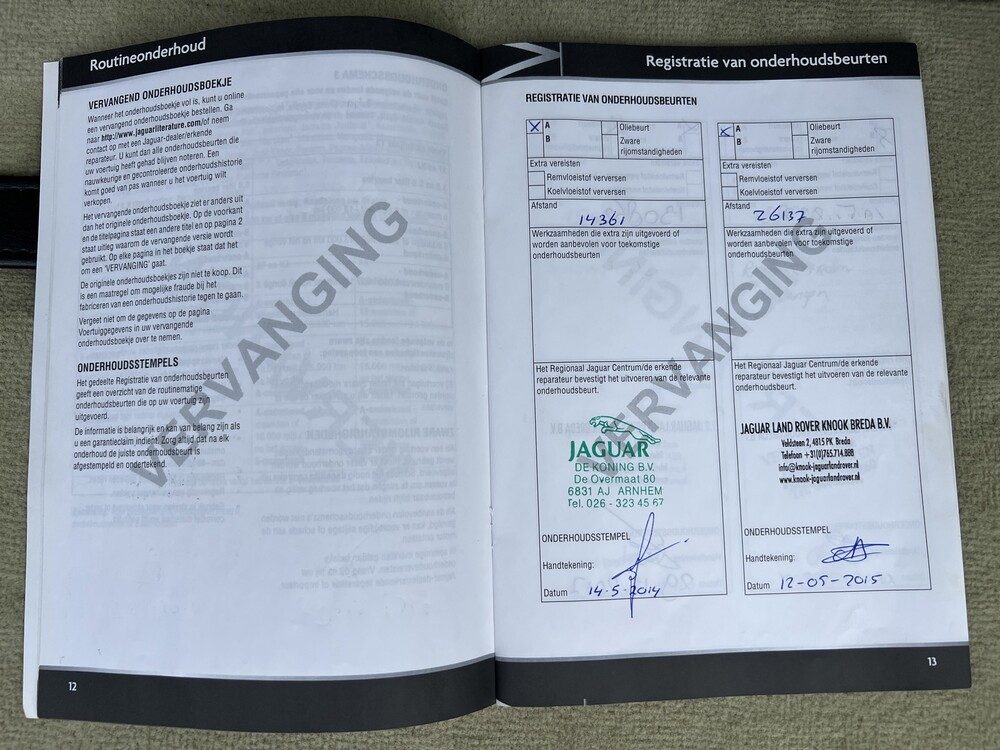 Routineonderhoud
VERVANGEND ONDERHOUDSBOEKJE
Wanneer het onderhoudsboekje vol is, kunt u online
een vervangend onderhoudsboekje bestellen. Ga
naar http://www.jaguarliterature.com/of neem
contact op met een Jaguar-dealer/erkende
reparateur. U kunt dan alle onderhoudsbeurten die
uw voertuig heeft gehad blijven noteren. Een
nauwkeurige en gecontroleerde onderhoudshistorie
komt goed van pas wanneer u het voertuig wilt
verkopen.
Het vervangende onderhoudsboekje ziet er anders uit
dan het originele onderhoudsboekje. Op de voorkant
en de titelpagina staat een andere titel en op pagina 2
staat uitleg waarom de vervangende versie wordt
gebruikt. Op elke pagina in het boekje staat dat het
om een 'VERVANGING' gaat.
De originele onderhoudsboekjes zijn niet te koop. Dit
is een maatregel om mogelijke fraude bij het
fabriceren van een onderhoudshistorie tegen te gaan.
Vergeet niet om de gegevens op de pagina
Voertuiggegevens in uw vervangende
onderhoudsboekje over te nemen.
ONDERHOUDSSTEMPELS
Het gedeelte Registratie van onderhoudsbeurten
geeft een overzicht van de routinematige
onderhoudsbeurten die op uw voertuig zijn
uitgevoerd.
De informatie is belangrijk en kan van belang zijn als
u een garantieclaim indient. Zorg altijd dat na elk
onderhoud de juiste onderhoudsbeurt is
afgestempeld en ondertekend.
VERVANGING
12
Registratie van onderhoudsbeurten
REGISTRATIE VAN ONDERHOUDSBEURTEN
X A Oliebeurt
B Zware
rijomstandigheden
Extra vereisten
Remvloeistof verversen
Koelvloeistof verversen
Afstand
14361
Werkzaamheden die extra zijn uitgevoerd of
worden aanbevolen voor toekomstige
onderhoudsbeurten
Het Regionaal Jaguar Centrum/de erkende
reparateur bevestigt het uitvoeren van de relevante
onderhoudsbeurt.
JAGUAR
DE KONING B.V.
De Overmaat 80
6831 AJ ARNHEM
Tel. 026 - 323 45 67
ONDERHOUDSSTEMPEL
Handtekening:
Datum 14-5-2014
X A Oliebeurt
B Zware
rijomstandigheden
Extra vereisten
Remvloeistof verversen
Koelvloeistof verversen
Afstand
26137
Werkzaamheden die extra zijn uitgevoerd of
worden aanbevolen voor toekomstige
onderhoudsbeurten
Het Regionaal Jaguar Centrum/de erkende
reparateur bevestigt het uitvoeren van de relevante
onderhoudsbeurt.
JAGUAR LAND ROVER KNOOK BREDA B.V.
Veldsteen 2, 4815 PK Breda
Telefoon +31(0)765.714.888
info@knook-jaguarlandrover.nl
www.knook-jaguarlandrover.nl
ONDERHOUDSSTEMPEL
Handtekening:
Datum 12-05-2015
VERVANGING
13